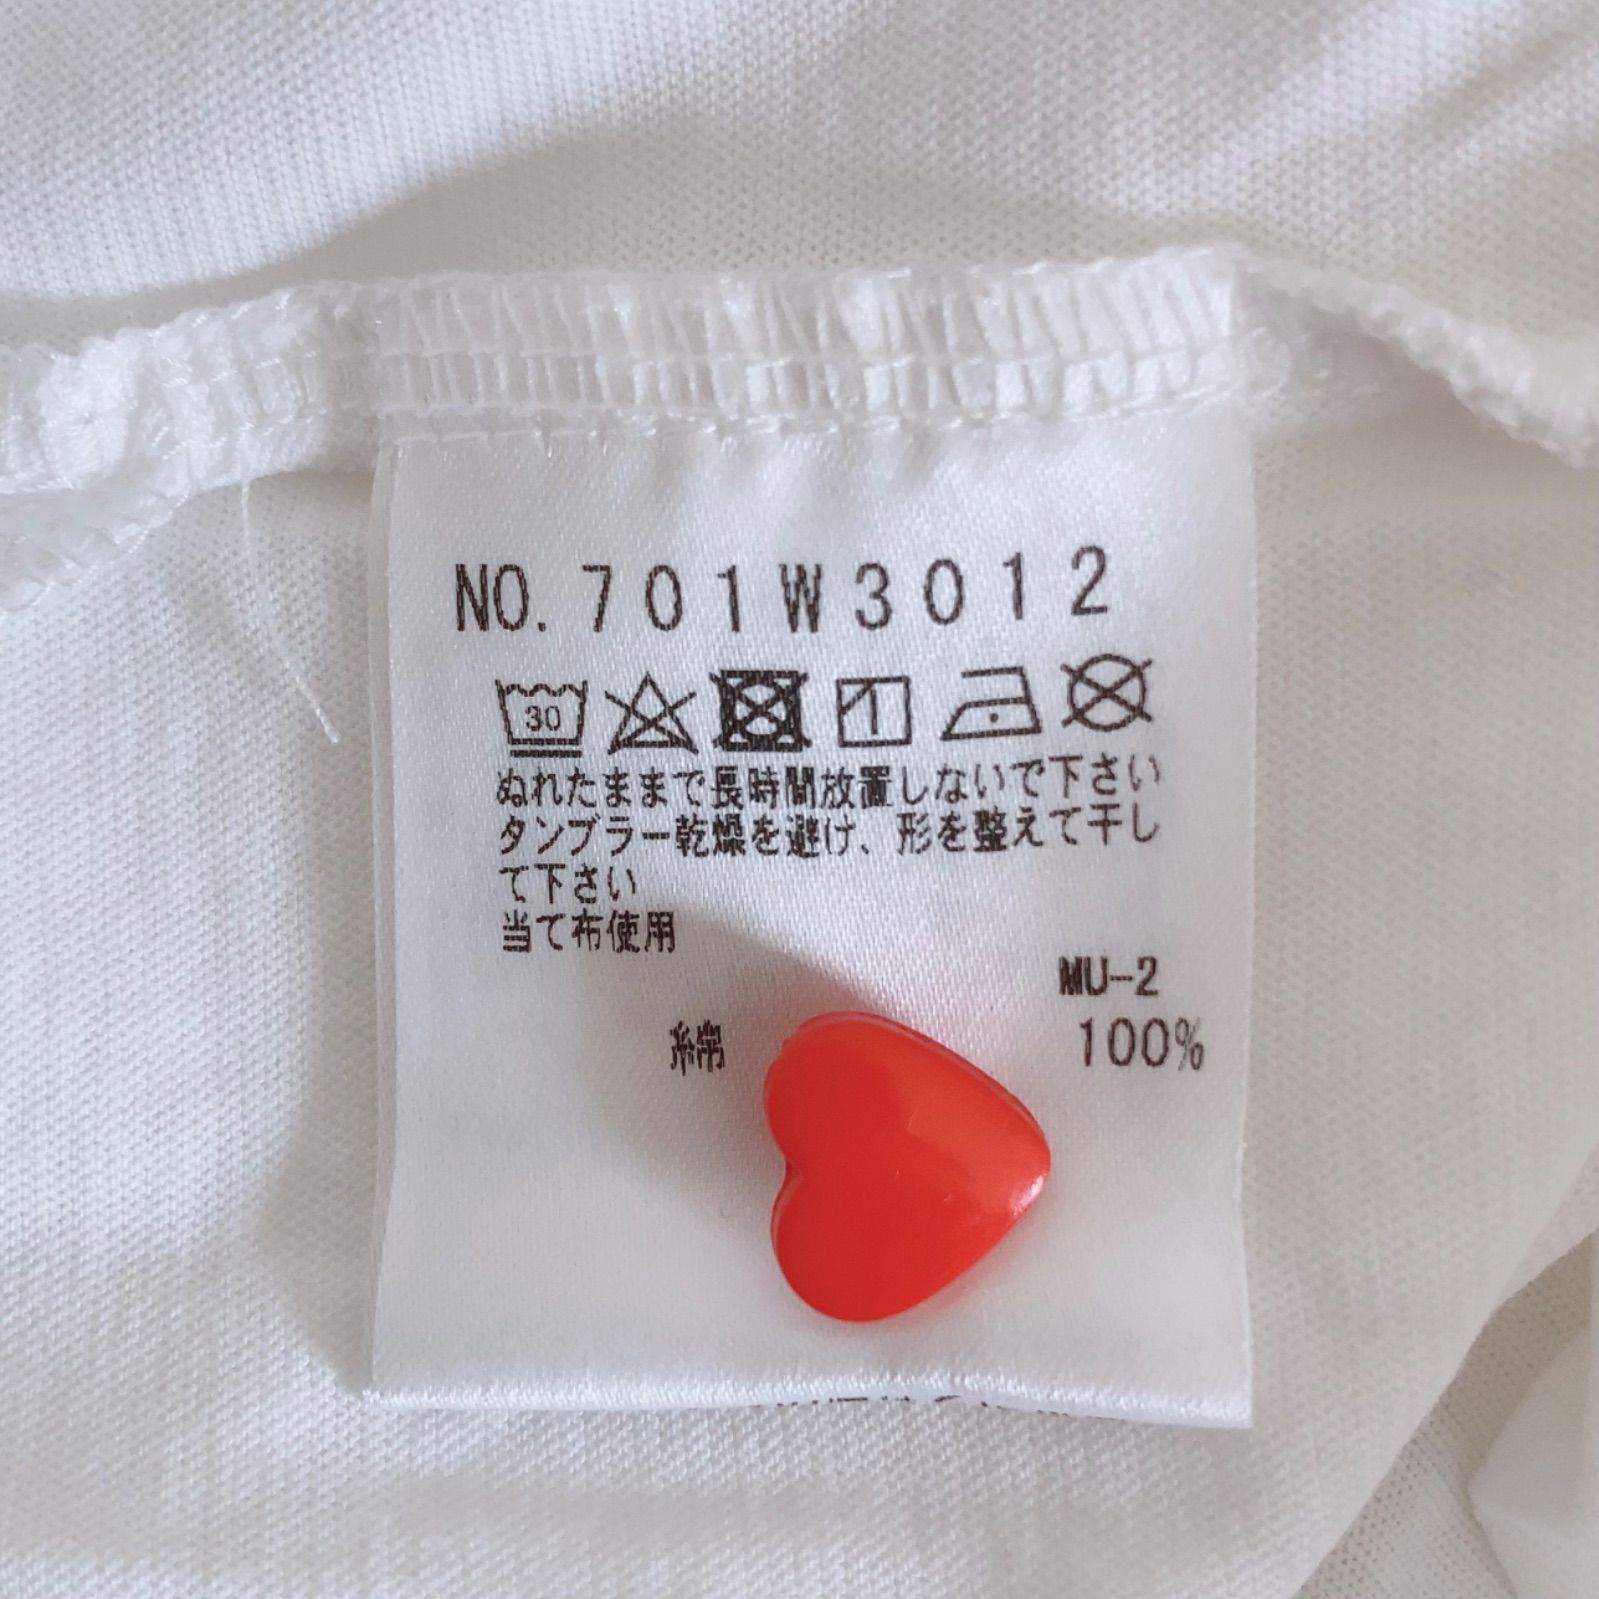 NO. 701W3012
30
ぬれたままで長時間放置しないで下さい
タンブラー乾燥を避け、形を整えて干し
て下さい
当て布使用
MU-2
綿 100%